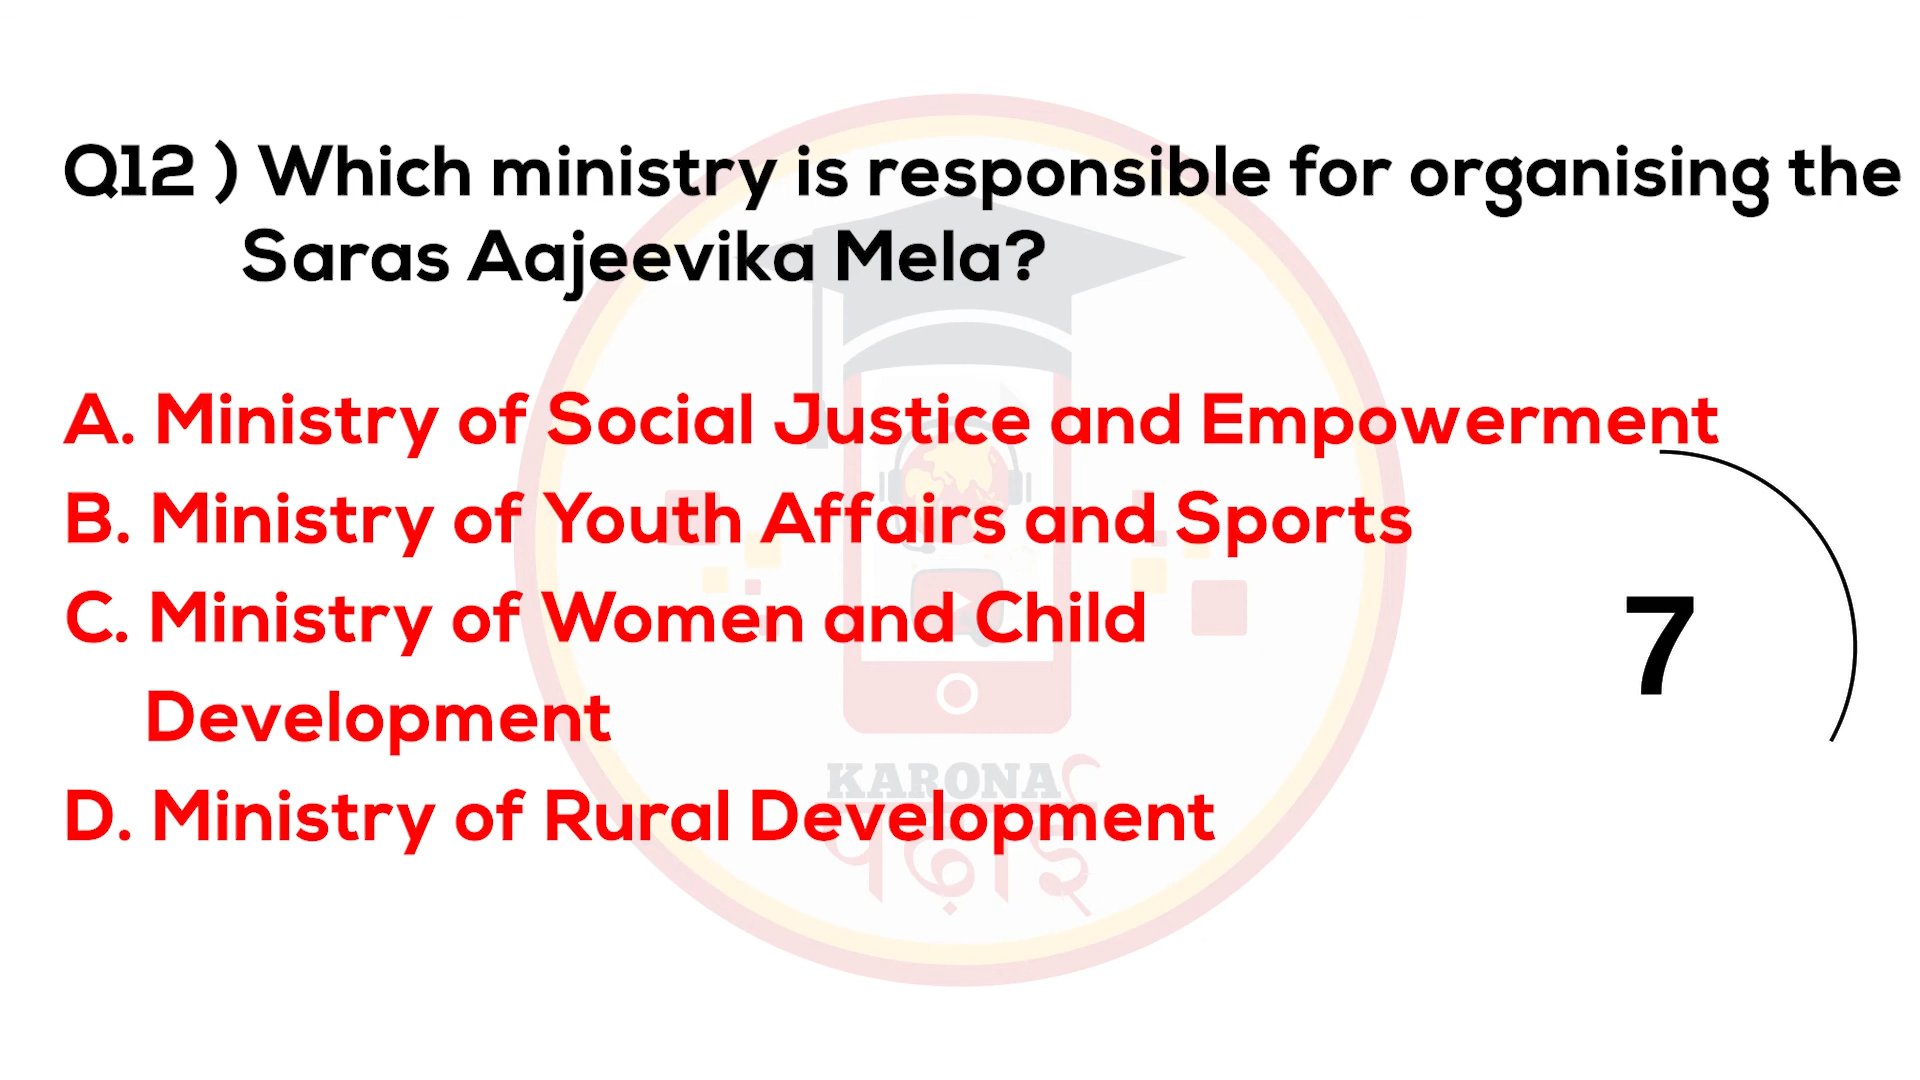 Q12 ) Which ministry is responsible for organising the
Saras Aajeevika Mela?
A. Ministry of Social Justice and Empowerment
B. Ministry of Youth Affairs and Sports
C. Ministry of Women and Child
Development
7
D. Ministry of Rural Development
KARONA
পঢ়াই